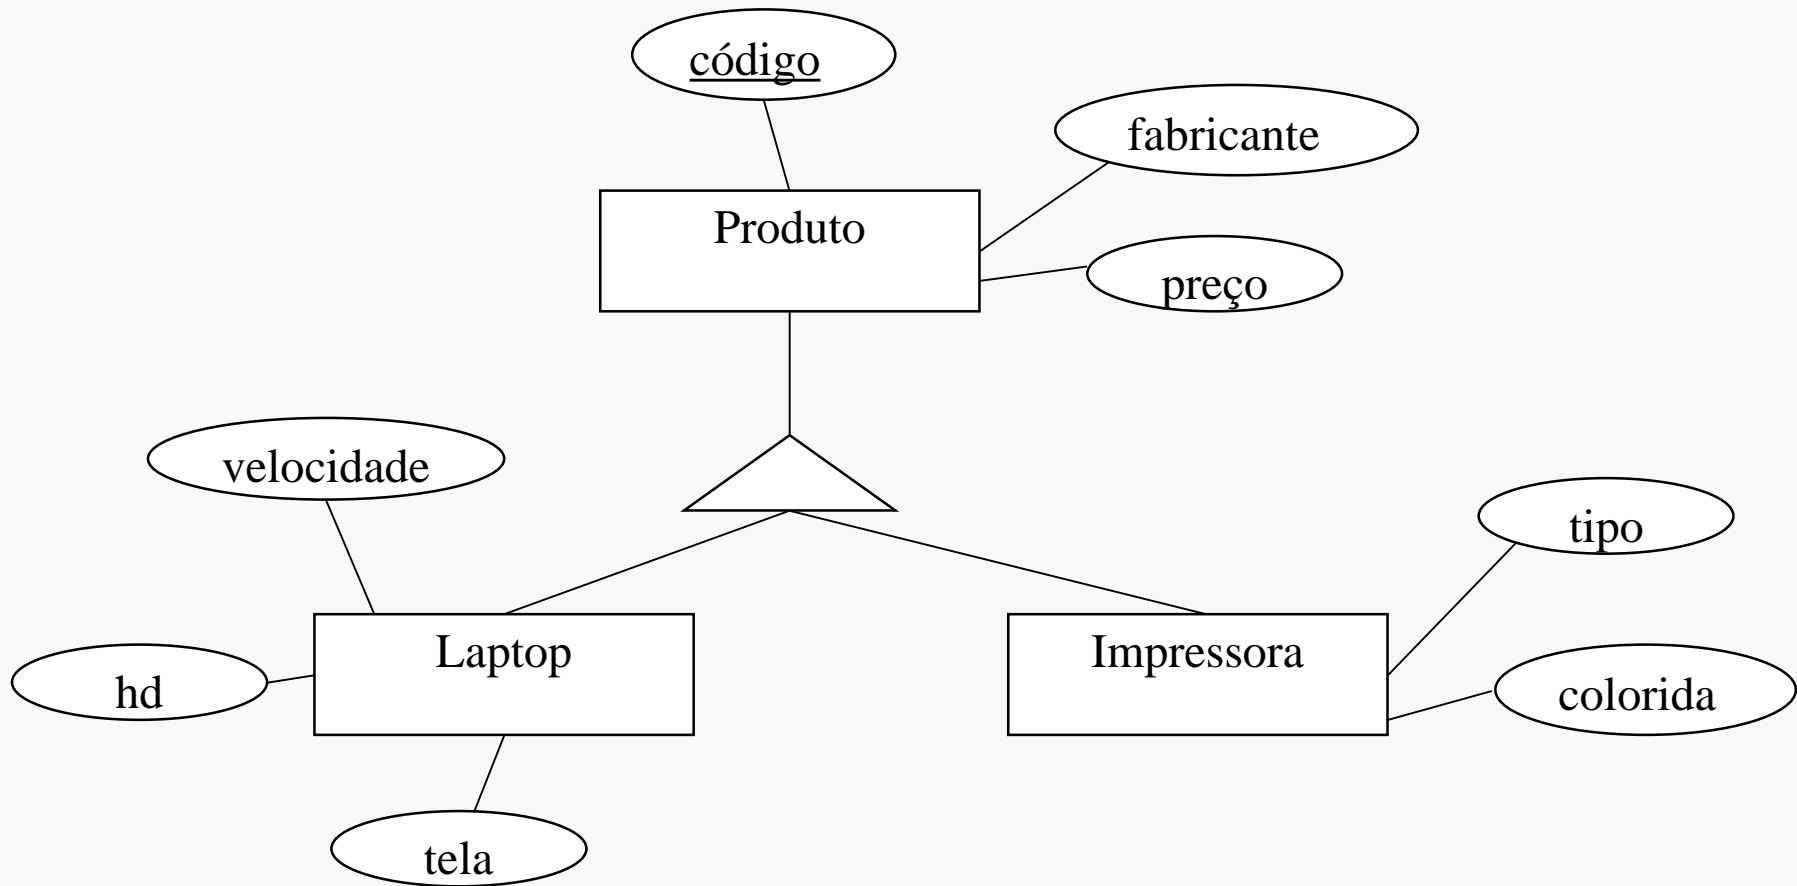 código
fabricante
Produto
preço
velocidade
tipo
Laptop
Impressora
hd
colorida
tela